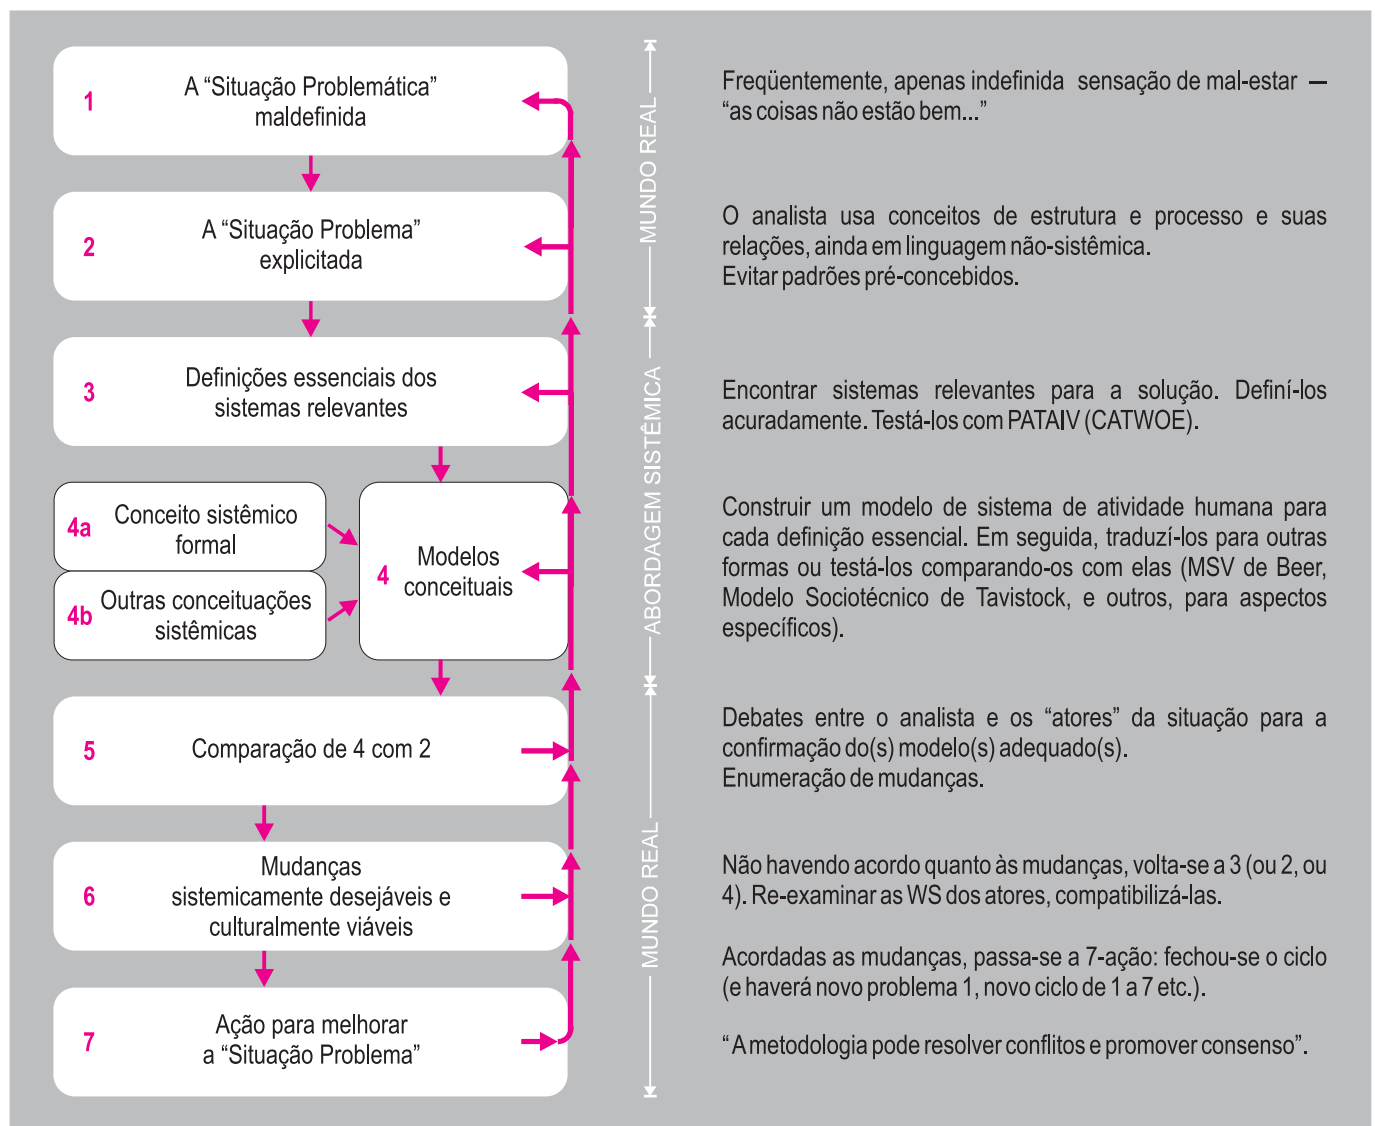 1
A “Situação Problemática”
maldefinida
Freqüentemente, apenas indefinida sensação de mal-estar —
“as coisas não estão bem...”
MUNDO REAL
2
A “Situação Problema”
explicitada
O analista usa conceitos de estrutura e processo e suas
relações, ainda em linguagem não-sistêmica.
Evitar padrões pré-concebidos.
3
Definições essenciais dos
sistemas relevantes
Encontrar sistemas relevantes para a solução. Definí-los
acuradamente. Testá-los com PATAIV (CATWOE).
ABORDAGEM SISTÊMICA
4a
Conceito sistêmico
formal
4b
Outras conceituações
sistêmicas
4
Modelos
conceituais
Construir um modelo de sistema de atividade humana para
cada definição essencial. Em seguida, traduzí-los para outras
formas ou testá-los comparando-os com elas (MSV de Beer,
Modelo Sociotécnico de Tavistock, e outros, para aspectos
específicos).
5
Comparação de 4 com 2
Debates entre o analista e os “atores” da situação para a
confirmação do(s) modelo(s) adequado(s).
Enumeração de mudanças.
MUNDO REAL
6
Mudanças
sistemicamente desejáveis e
culturalmente viáveis
Não havendo acordo quanto às mudanças, volta-se a 3 (ou 2, ou
4). Re-examinar as WS dos atores, compatibilizá-las.
Acordadas as mudanças, passa-se a 7-ação: fechou-se o ciclo
(e haverá novo problema 1, novo ciclo de 1 a 7 etc.).
7
Ação para melhorar
a “Situação Problema”
“ A metodologia pode resolver conflitos e promover consenso”.